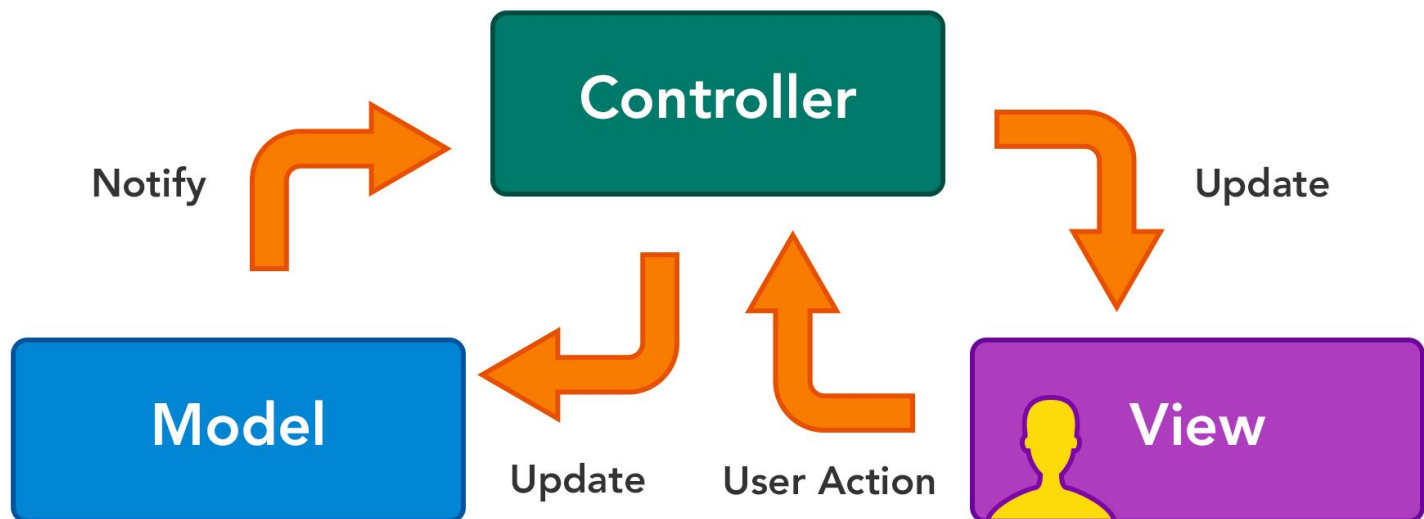 Controller
Notify
Update
Model
View
Update
User Action